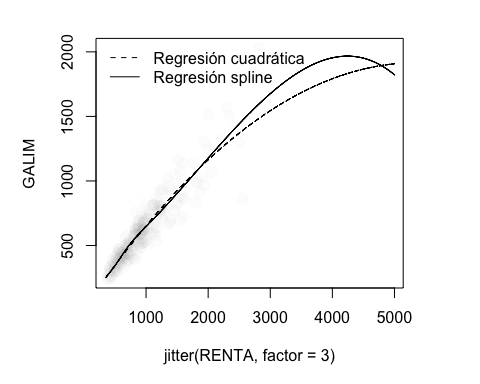 Regresión cuadrática
Regresión spline
GALIM
2000
1500
1000
500
1000
2000
3000
4000
5000
jitter(RENTA, factor = 3)